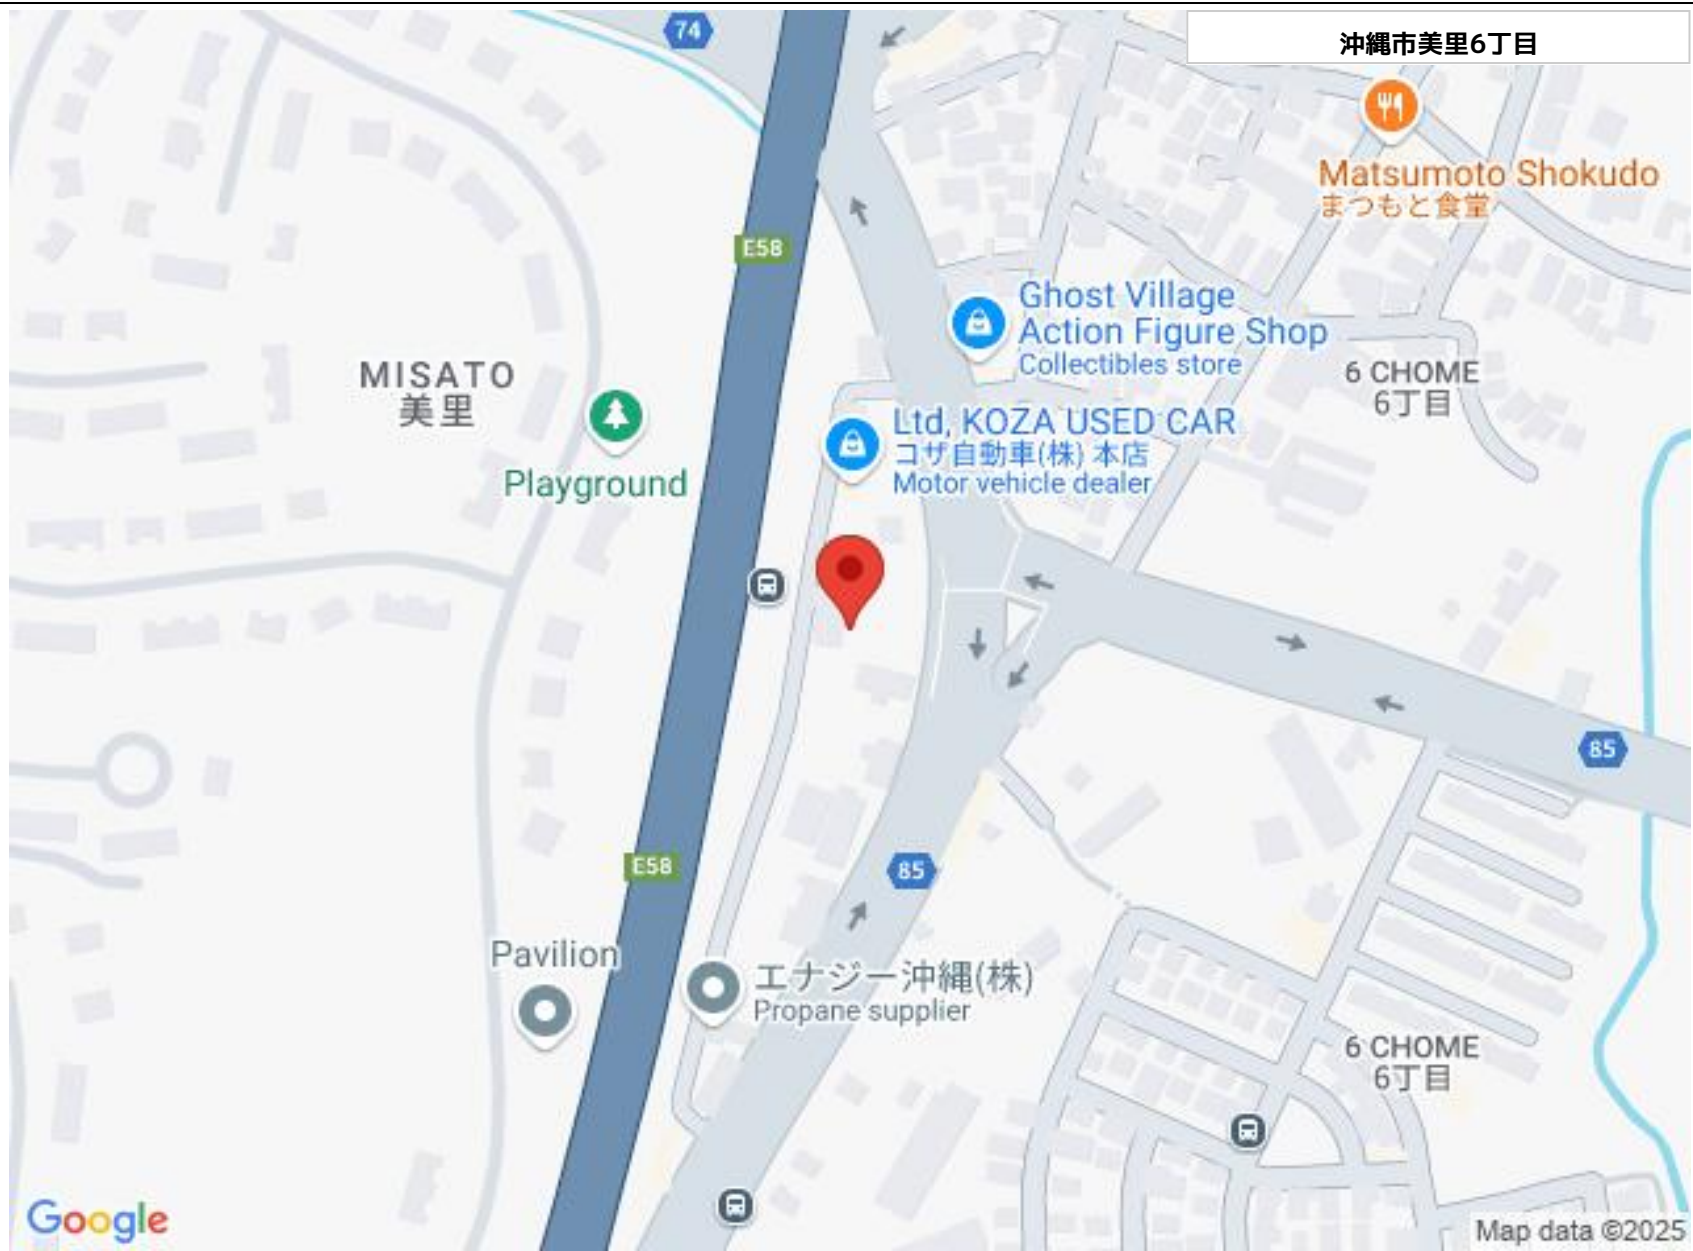 74
沖縄市美里6丁目
Matsumoto Shokudo
まつもと食堂
E58
Ghost Village
Action Figure Shop
Collectibles store
MISATO
美里
6 CHOME
6丁目
Ltd, KOZA USED CAR
コザ自動車(株) 本店
Motor vehicle dealer
Playground
85
E58
85
Pavilion
エナジー沖縄(株)
Propane supplier
6 CHOME
6丁目
Google
Map data ©2025